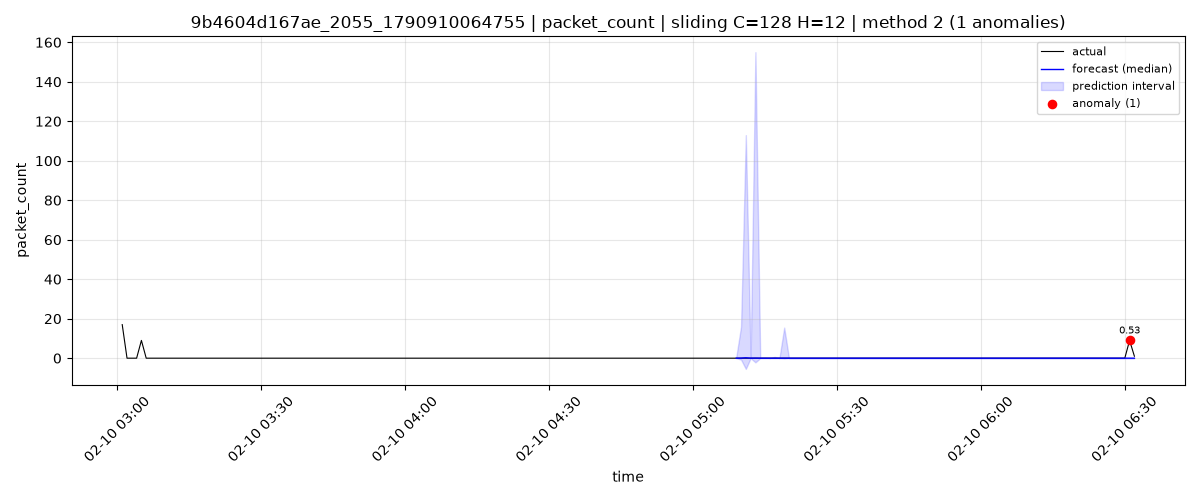 9b4604d167ae_2055_1790910064755 | packet_count | sliding C=128 H=12 | method 2 (1 anomalies)
160
140
120
100
80
60
40
20
0
packet_count
actual
forecast (median)
prediction interval
anomaly (1)
0.53
02-10 03:00
02-10 03:30
02-10 04:00
02-10 04:30
02-10 05:00
02-10 05:30
02-10 06:00
02-10 06:30
time